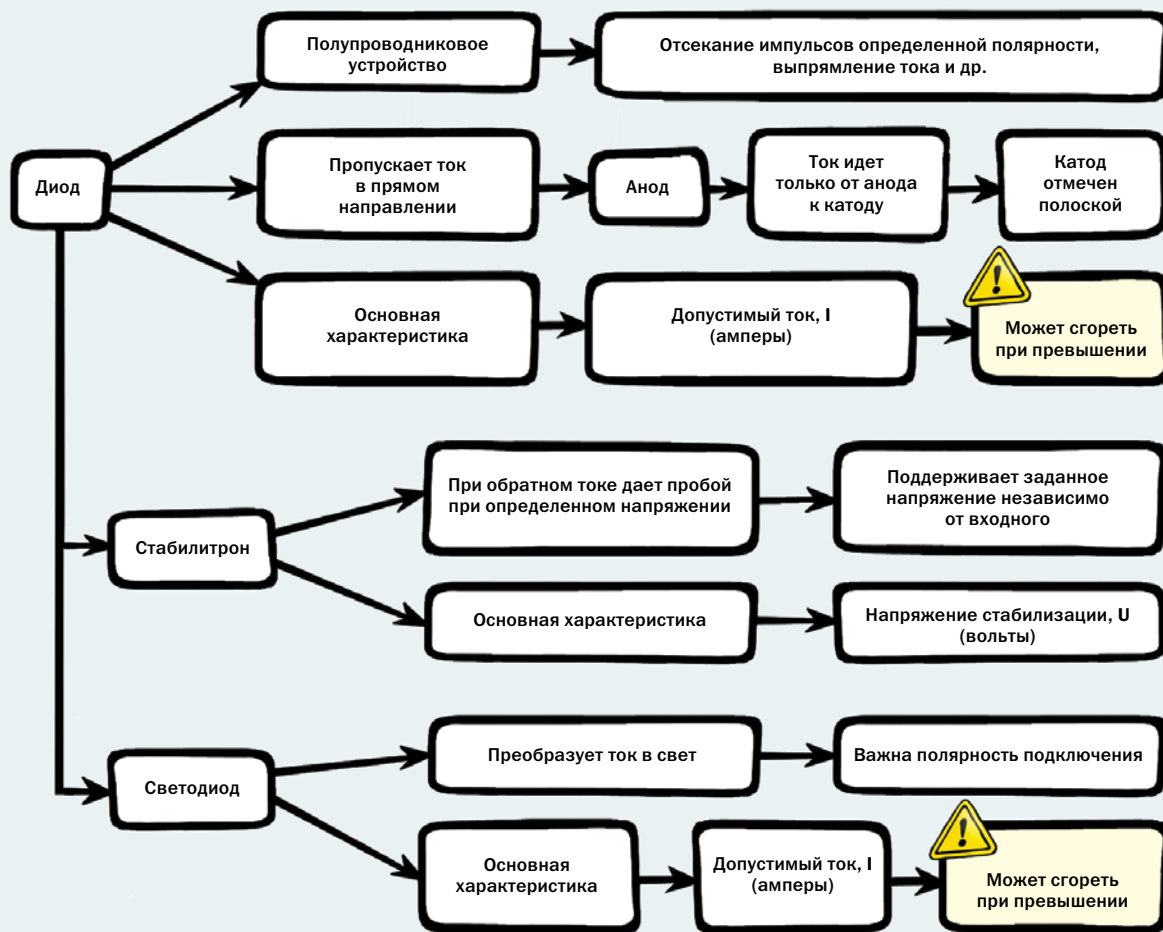 Полупроводниковое
устройство
Отсекание импульсов определенной полярности,
выпрямление тока и др.
Диод
Пропускает ток
в прямом
направлении
Анод
Ток идет
только от анода
к катоду
Катод
отмечен
полоской
Основная
характеристика
Допустимый ток, I
(амперы)
!
Может сгореть
при превышении
Стабилитрон
При обратном токе дает пробой
при определенном напряжении
Поддерживает заданное
напряжение независимо
от входного
Основная характеристика
Напряжение стабилизации, U
(вольты)
Светодиод
Преобразует ток в свет
Важна полярность подключения
Основная
характеристика
Допустимый ток, I
(амперы)
!
Может сгореть
при превышении